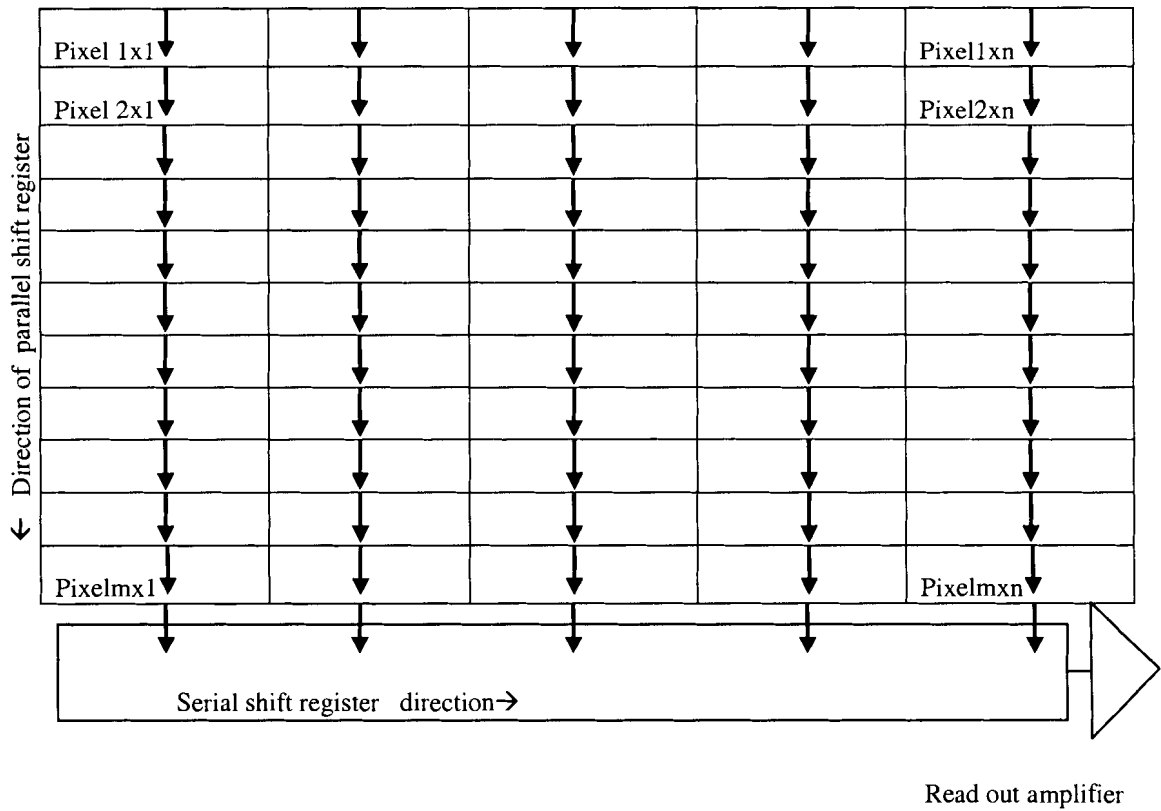 Pixel 1x1
Pixel1xn
Pixel 2x1
Pixel2xn
← Direction of parallel shift register
Pixelmx1
Pixelmxn
Serial shift register direction→
Read out amplifier